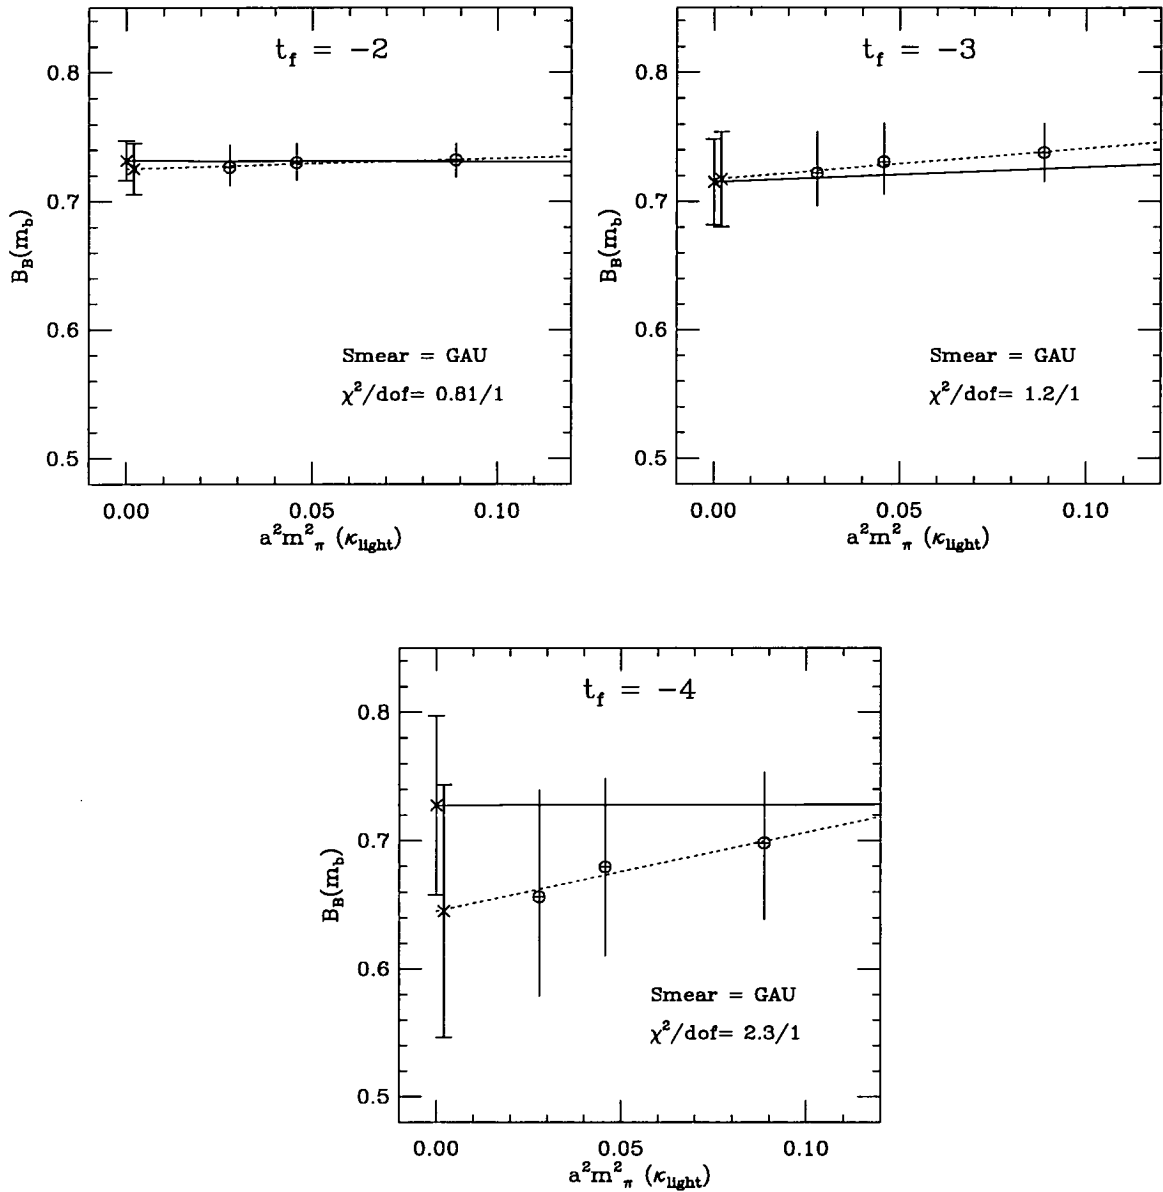 t_f = −2
0.8
0.7
0.6
0.5
B_B(m_b)
Smear = GAU
χ²/dof= 0.81/1
0.00 0.05 0.10
a²m²_π (κ_light)
t_f = −3
0.8
0.7
0.6
0.5
B_B(m_b)
Smear = GAU
χ²/dof= 1.2/1
0.00 0.05 0.10
a²m²_π (κ_light)
t_f = −4
0.8
0.7
0.6
0.5
B_B(m_b)
Smear = GAU
χ²/dof= 2.3/1
0.00 0.05 0.10
a²m²_π (κ_light)